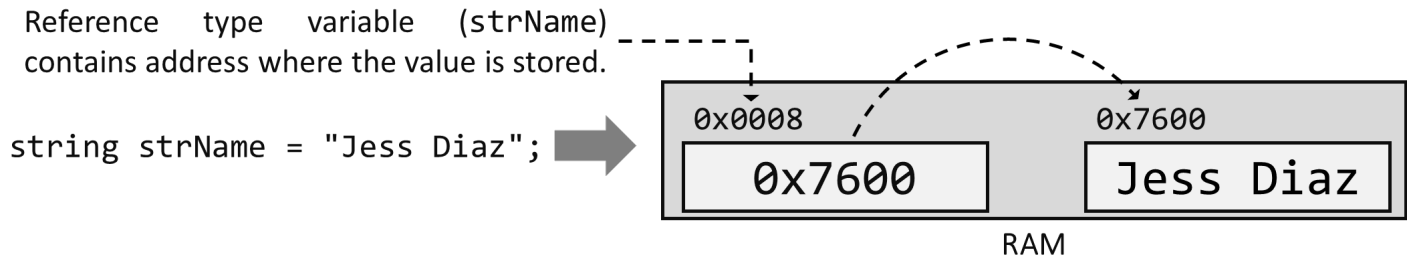 Reference type variable (strName)
contains address where the value is stored.
string strName = "Jess Diaz";
0x0008
0x7600
0x7600
Jess Diaz
RAM